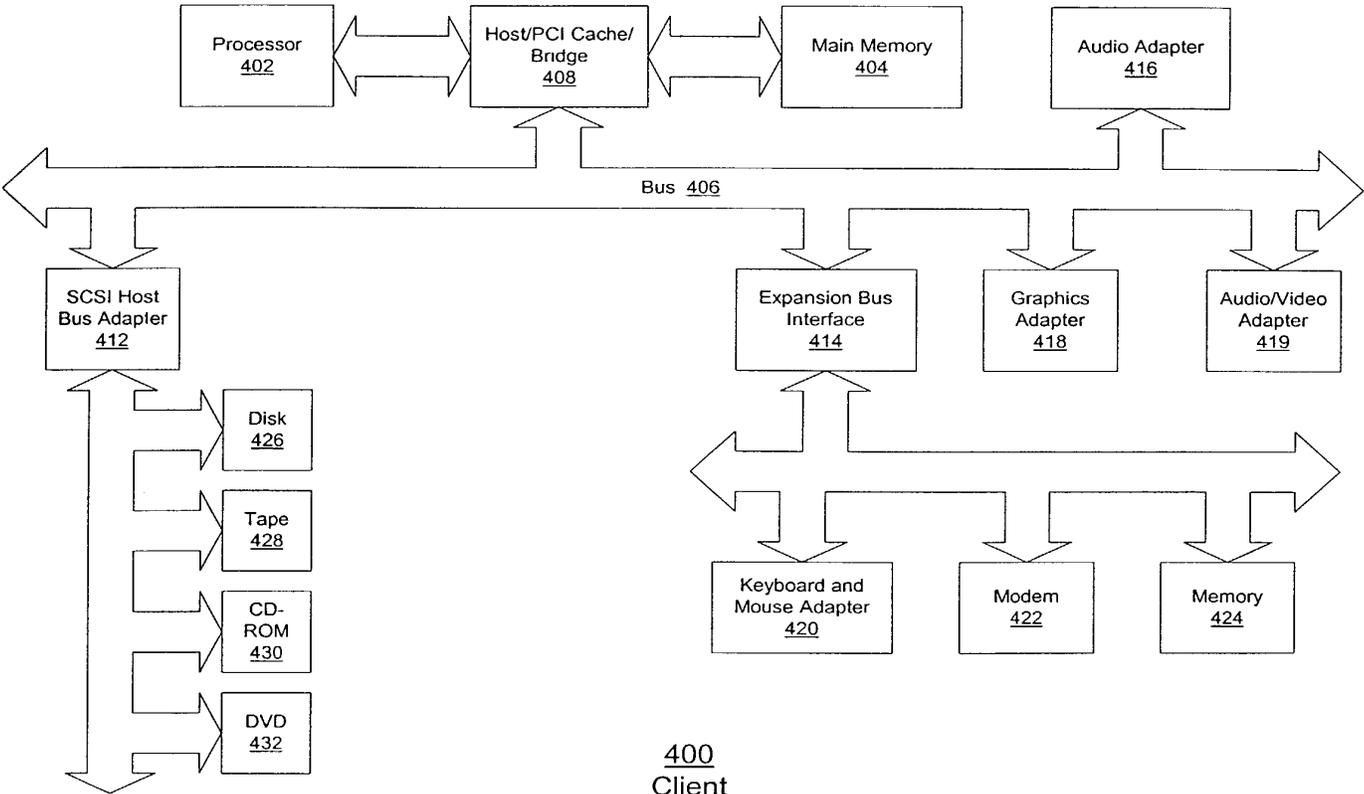 Processor
402
Host/PCI Cache/
Bridge
408
Main Memory
404
Audio Adapter
416
Bus 406
SCSI Host
Bus Adapter
412
Expansion Bus
Interface
414
Graphics
Adapter
418
Audio/Video
Adapter
419
Disk
426
Tape
428
CD-
ROM
430
DVD
432
Keyboard and
Mouse Adapter
420
Modem
422
Memory
424
400
Client